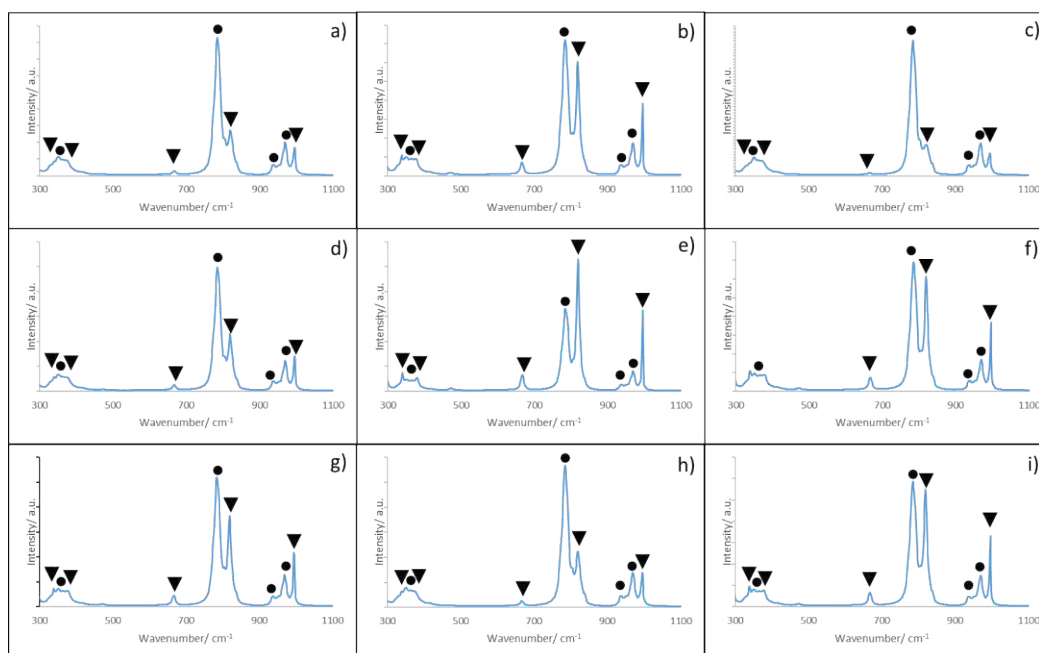 a)
Intensity/ a.u.
300 500 700 900 1100
Wavenumber/ cm-1
b)
Intensity/ a.u.
300 500 700 900 1100
Wavenumber/ cm-1
c)
Intensity/ a.u.
300 500 700 900 1100
Wavenumber/ cm-1
d)
Intensity/ a.u.
300 500 700 900 1100
Wavenumber/ cm-1
e)
Intensity/ a.u.
300 500 700 900 1100
Wavenumber/ cm-1
f)
Intensity/ a.u.
300 500 700 900 1100
Wavenumber/ cm-1
g)
Intensity/ a.u.
300 500 700 900 1100
Wavenumber/ cm-1
h)
Intensity/ a.u.
300 500 700 900 1100
Wavenumber/ cm-1
i)
Intensity/ a.u.
300 500 700 900 1100
Wavenumber/ cm-1